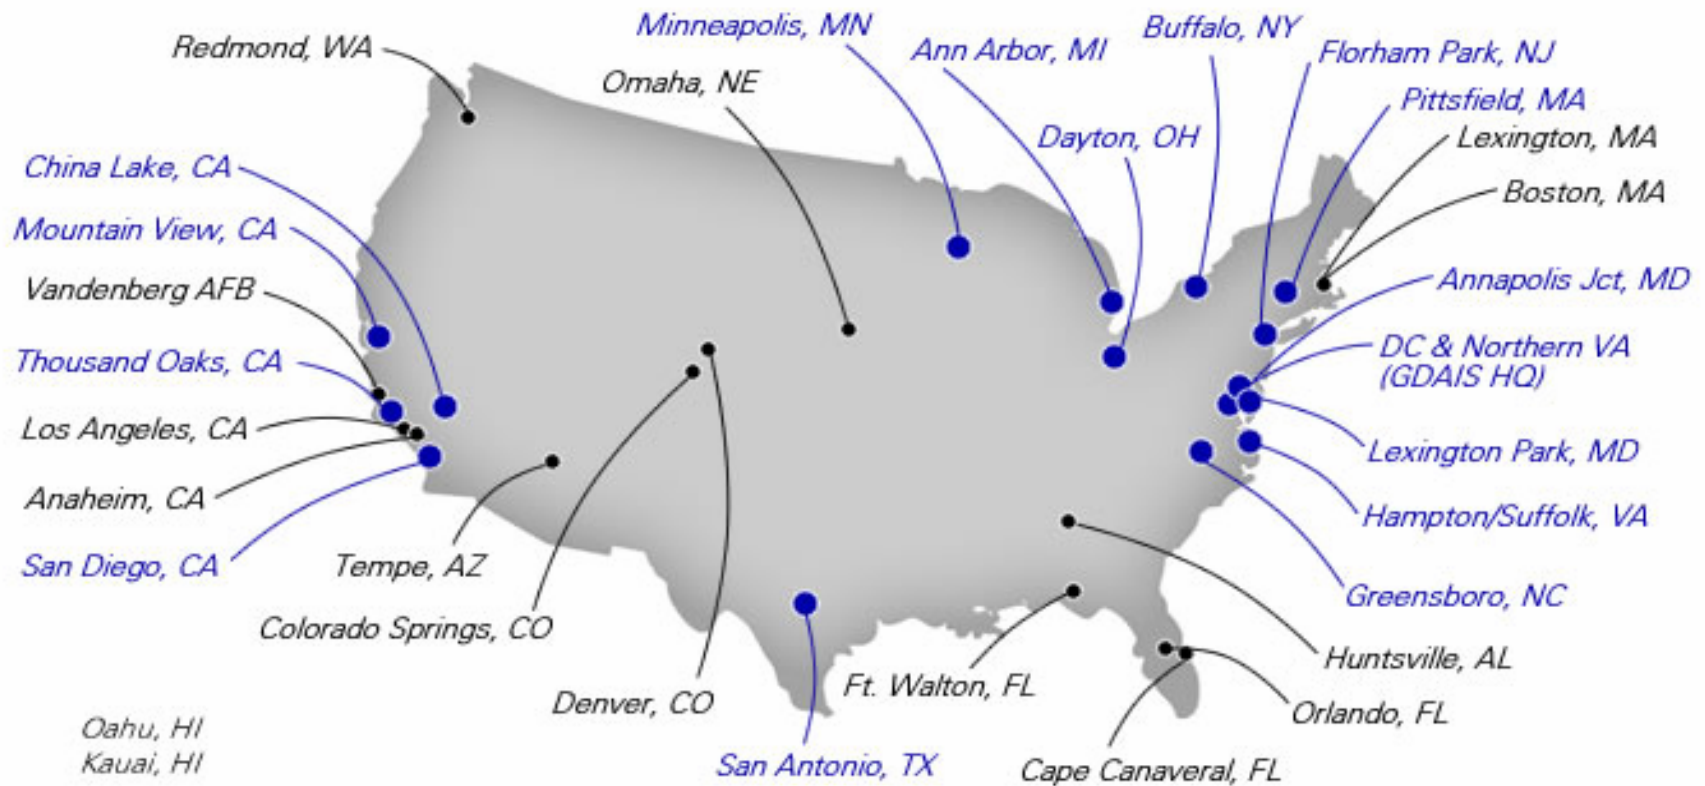 Minneapolis, MN
Buffalo, NY
Redmond, WA
Ann Arbor, MI
Florham Park, NJ
Omaha, NE
Pittsfield, MA
Dayton, OH
Lexington, MA
China Lake, CA
Boston, MA
Mountain View, CA
Annapolis Jct, MD
Vandenberg AFB
DC & Northern VA
(GDAIS HQ)
Thousand Oaks, CA
Los Angeles, CA
Lexington Park, MD
Anaheim, CA
Hampton/Suffolk, VA
San Diego, CA
Tempe, AZ
Greensboro, NC
Colorado Springs, CO
Huntsville, AL
Ft. Walton, FL
Denver, CO
Orlando, FL
Oahu, HI
Kauai, HI
San Antonio, TX
Cape Canaveral, FL